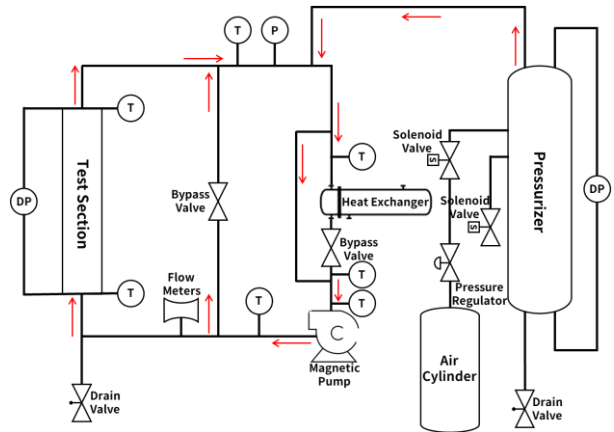 T
P
T
DP
Test Section
T
Solenoid
Valve
S
Bypass
Valve
Heat Exchanger
Solenoid
Valve
S
Pressurizer
DP
Bypass
Valve
T
Flow
Meters
T
T
T
Pressure
Regulator
C
Magnetic
Pump
Air
Cylinder
Drain
Valve
Drain
Valve